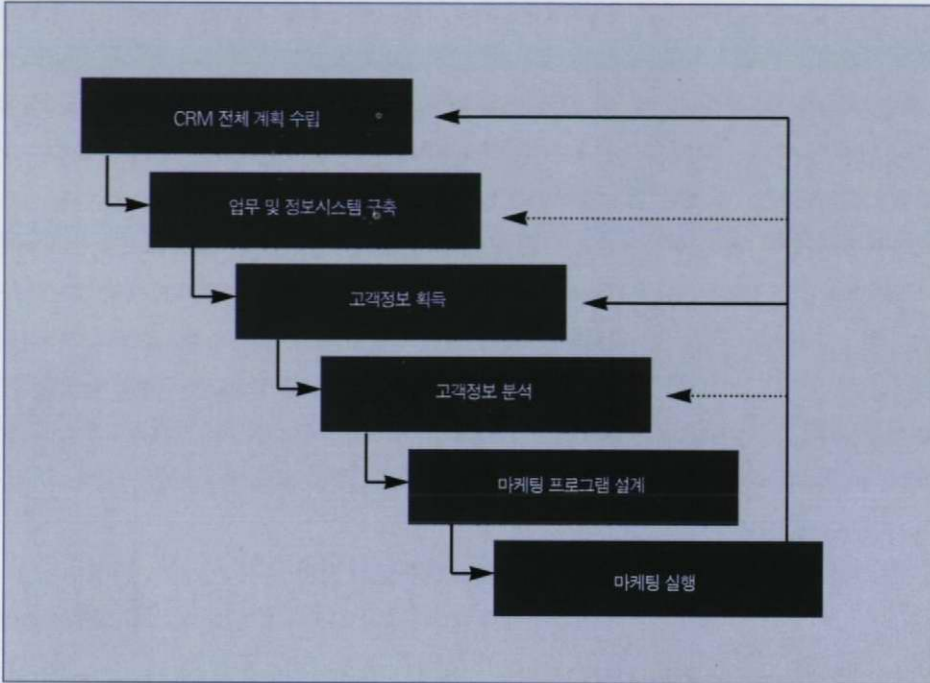 CRM 전체 계획 수립
업무 및 정보시스템 구축
고객정보 획득
고객정보 분석
마케팅 프로그램 설계
마케팅 실행